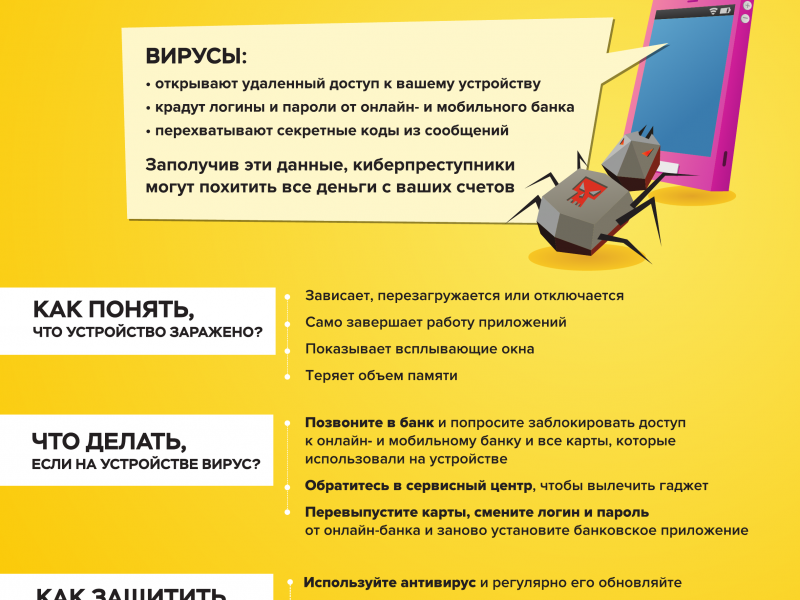 ВИРУСЫ:
• открывают удаленный доступ к вашему устройству
• крадут логины и пароли от онлайн- и мобильного банка
• перехватывают секретные коды из сообщений
Заполучив эти данные, киберпреступники
могут похитить все деньги с ваших счетов
КАК ПОНЯТЬ,
ЧТО УСТРОЙСТВО ЗАРАЖЕНО?
Зависает, перезагружается или отключается
Само завершает работу приложений
Показывает всплывающие окна
Теряет объем памяти
ЧТО ДЕЛАТЬ,
ЕСЛИ НА УСТРОЙСТВЕ ВИРУС?
Позвоните в банк и попросите заблокировать доступ
к онлайн- и мобильному банку и все карты, которые
использовали на устройстве
Обратитесь в сервисный центр, чтобы вылечить гаджет
Перевыпустите карты, смените логин и пароль
от онлайн-банка и заново установите банковское приложение
КАК ЗАЩИТИТЬ
Используйте антивирус и регулярно его обновляйте